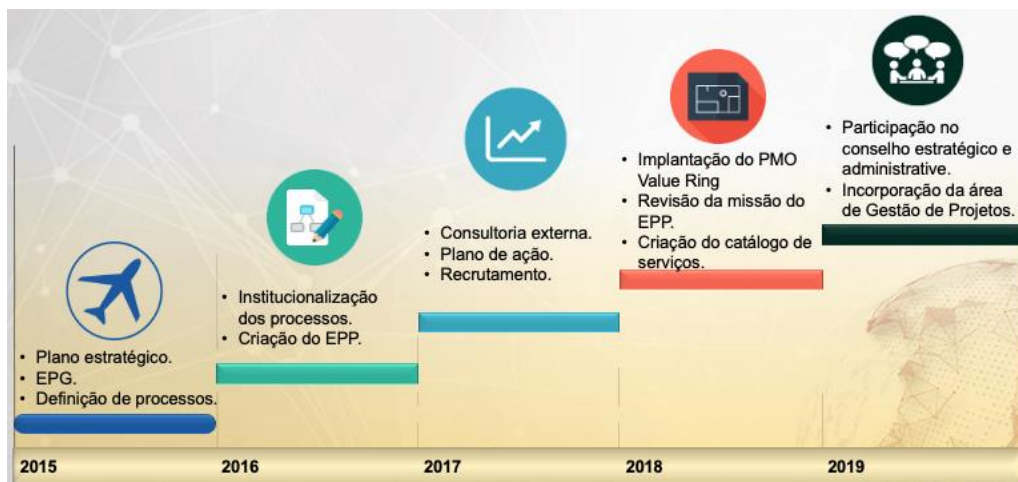 • Plano estratégico.
• EPG.
• Definição de processos.
• Institucionalização
dos processos.
• Criação do EPP.
• Consultoria externa.
• Plano de ação.
• Recrutamento.
• Implantação do PMO
Value Ring
• Revisão da missão do
EPP.
• Criação do catálogo de
serviços.
• Participação no
conselho estratégico e
administrative.
• Incorporação da área
de Gestão de Projetos.
2015
2016
2017
2018
2019